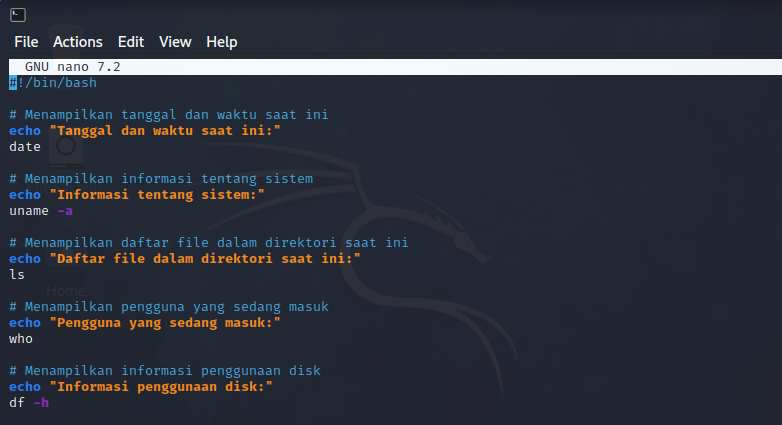 File Actions Edit View Help
GNU nano 7.2
#!/bin/bash
# Menampilkan tanggal dan waktu saat ini
echo "Tanggal dan waktu saat ini:"
date
# Menampilkan informasi tentang sistem
echo "Informasi tentang sistem:"
uname -a
# Menampilkan daftar file dalam direktori saat ini
echo "Daftar file dalam direktori saat ini:"
ls
Home
# Menampilkan pengguna yang sedang masuk
echo "Pengguna yang sedang masuk:"
who
# Menampilkan informasi penggunaan disk
echo "Informasi penggunaan disk:"
df -h